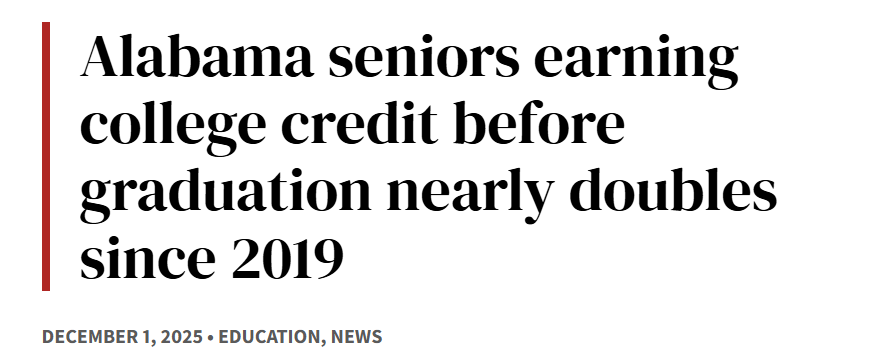 Alabama seniors earning
college credit before
graduation nearly doubles
since 2019
DECEMBER 1, 2025 • EDUCATION, NEWS